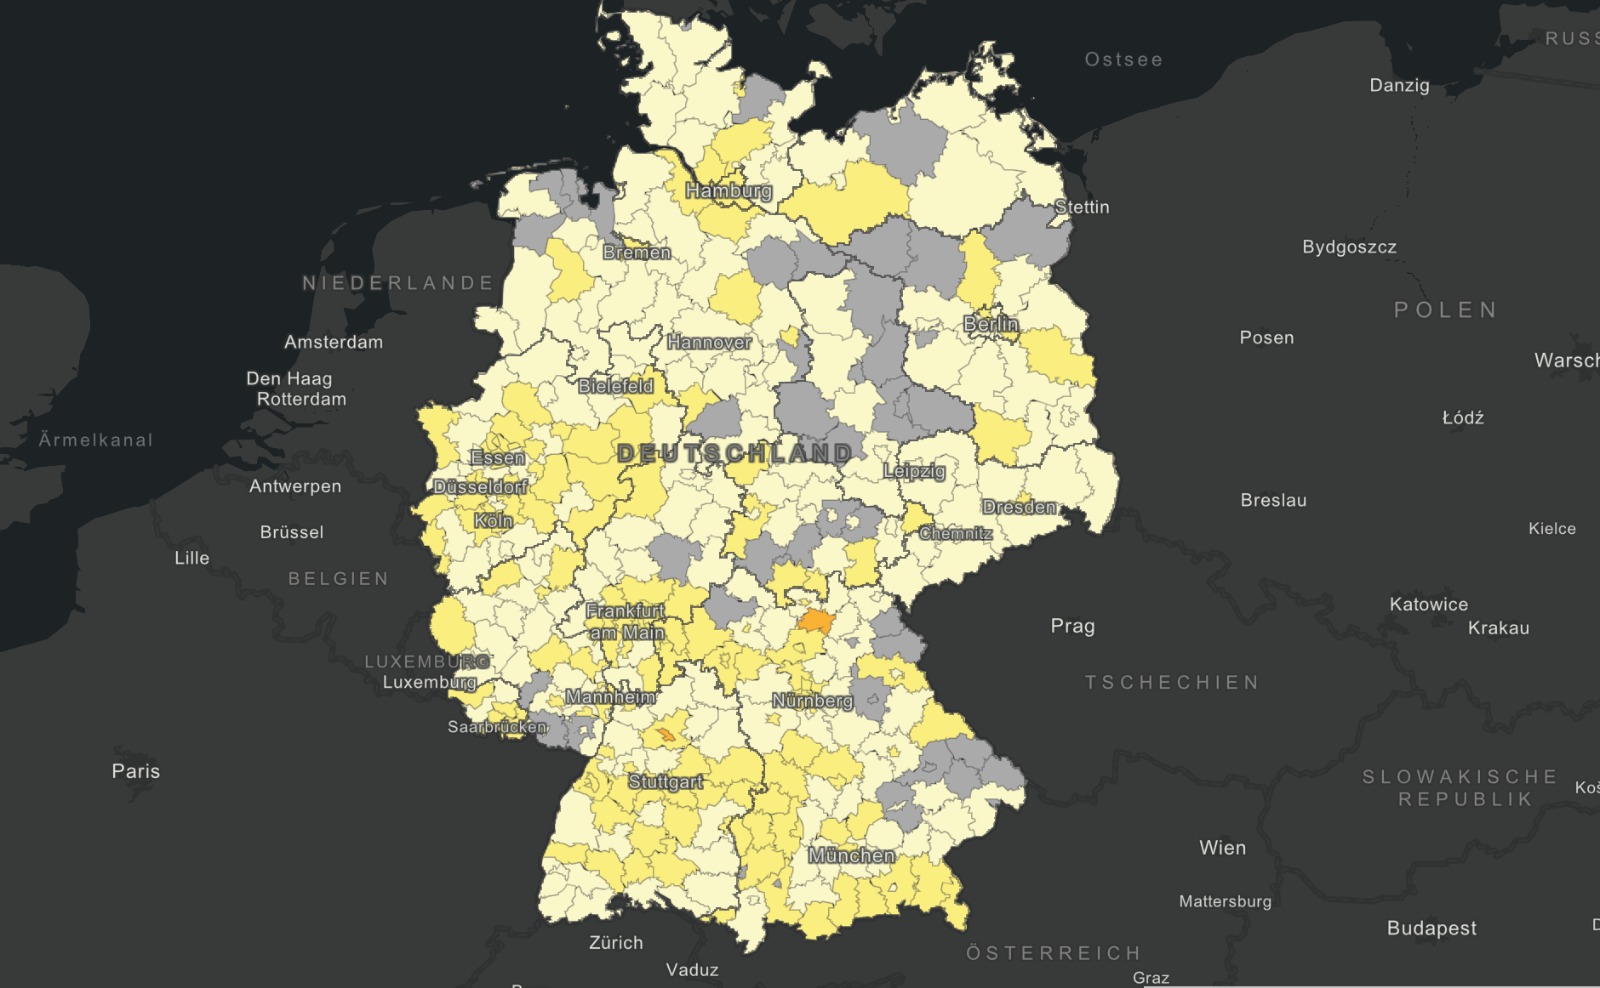 RUSS
Ostsee
Danzig
Hamburg
Stettin
Bremen
Bydgoszcz
NIEDERLANDE
POLEN
Berlin
Amsterdam
Hannover
Posen
Warsch
Den Haag
Bielefeld
Rotterdam
Łódź
Ärmelkanal
DEUTSCHLAND
Essen
Leipzig
Antwerpen
Düsseldorf
Breslau
Dresden
Köln
Kielce
Brüssel
Chemnitz
Lille
BELGIEN
Katowice
Frankfurt
am Main
Prag
Krakau
LUXEMBURG
Luxemburg
TSCHECHIEN
Mannheim
Nürnberg
Saarbrücken
Paris
SLOWAKISCHE
REPUBLIK
Koš
Stuttgart
Wien
München
Mattersburg
Budapest
Zürich
ÖSTERREICH
Vaduz
Graz